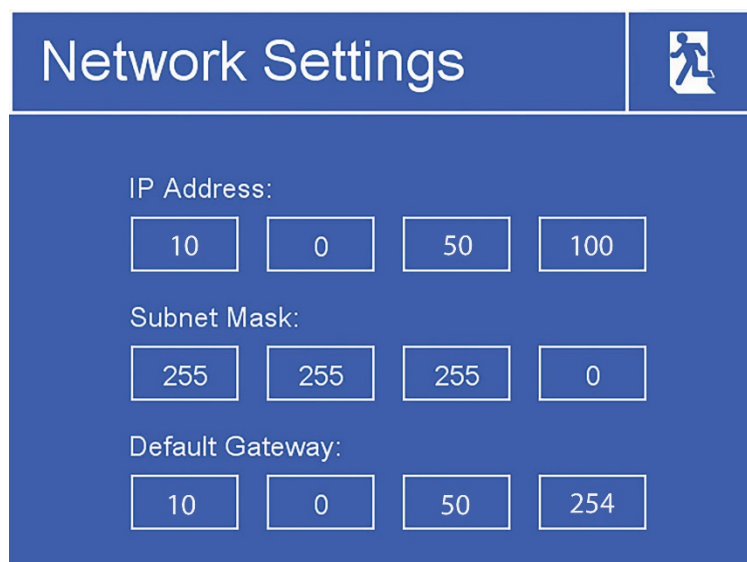 Network Settings
IP Address:
10 0 50 100
Subnet Mask:
255 255 255 0
Default Gateway:
10 0 50 254